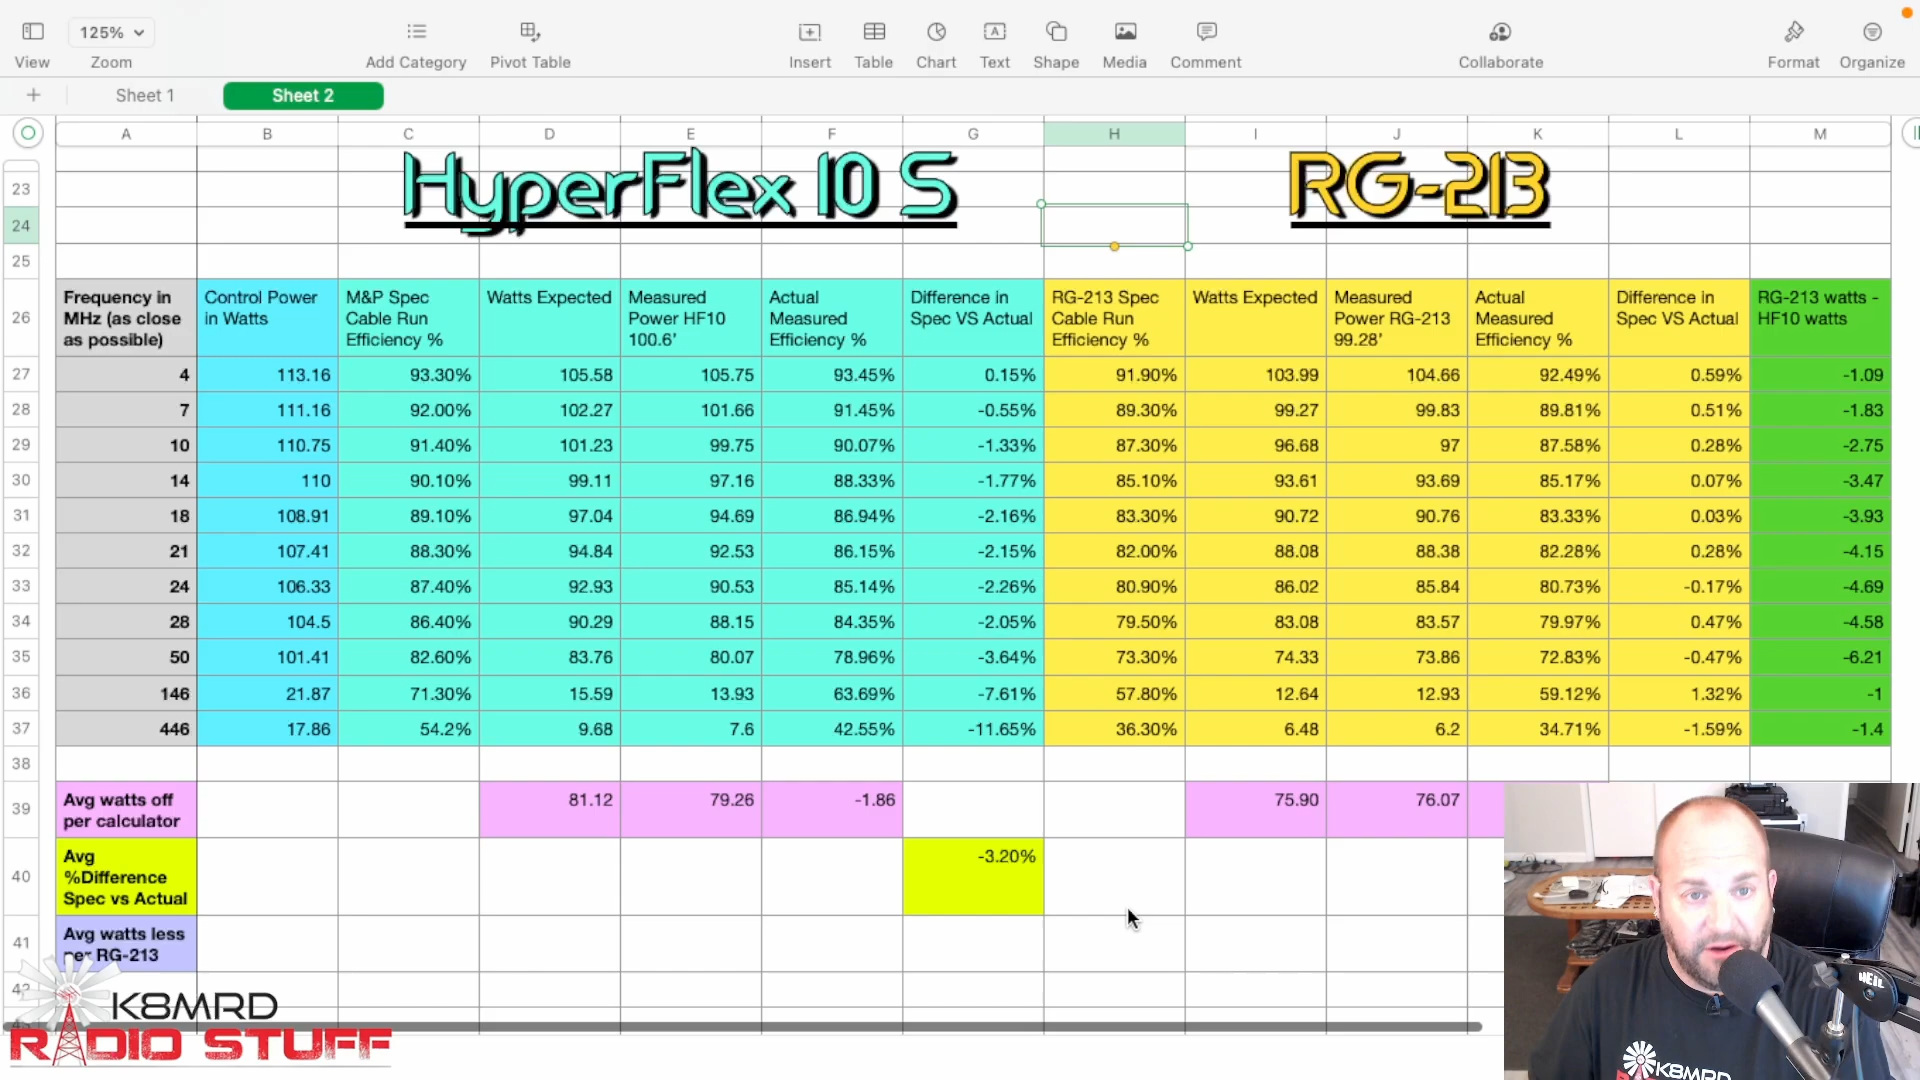 125%
View
Zoom
Add Category
Pivot Table
Insert
Table
Chart
Text
Shape
Media
Comment
Collaborate
Format
Organize
Sheet 1
Sheet 2
A B C D E F G H I J K L M
23
HyperFlex 10 S
RG-213
24
25
26
Frequency in
MHz (as close
as possible)
Control Power
in Watts
M&P Spec
Cable Run
Efficiency %
Watts Expected
Measured
Power HF10
100.6'
Actual
Measured
Efficiency %
Difference in
Spec VS Actual
RG-213 Spec
Cable Run
Efficiency %
Watts Expected
Measured
Power RG-213
99.28'
Actual
Measured
Efficiency %
Difference in
Spec VS Actual
RG-213 watts -
HF10 watts
27 4 113.16 93.30% 105.58 105.75 93.45% 0.15% 91.90% 103.99 104.66 92.49% 0.59% -1.09
28 7 111.16 92.00% 102.27 101.66 91.45% -0.55% 89.30% 99.27 99.83 89.81% 0.51% -1.83
29 10 110.75 91.40% 101.23 99.75 90.07% -1.33% 87.30% 96.68 97 87.58% 0.28% -2.75
30 14 110 90.10% 99.11 97.16 88.33% -1.77% 85.10% 93.61 93.69 85.17% 0.07% -3.47
31 18 108.91 89.10% 97.04 94.69 86.94% -2.16% 83.30% 90.72 90.76 83.33% 0.03% -3.93
32 21 107.41 88.30% 94.84 92.53 86.15% -2.15% 82.00% 88.08 88.38 82.28% 0.28% -4.15
33 24 106.33 87.40% 92.93 90.53 85.14% -2.26% 80.90% 86.02 85.84 80.73% -0.17% -4.69
34 28 104.5 86.40% 90.29 88.15 84.35% -2.05% 79.50% 83.08 83.57 79.97% 0.47% -4.58
35 50 101.41 82.60% 83.76 80.07 78.96% -3.64% 73.30% 74.33 73.86 72.83% -0.47% -6.21
36 146 21.87 71.30% 15.59 13.93 63.69% -7.61% 57.80% 12.64 12.93 59.12% 1.32% -1
37 446 17.86 54.2% 9.68 7.6 42.55% -11.65% 36.30% 6.48 6.2 34.71% -1.59% -1.4
38
39
Avg watts off
per calculator
81.12 79.26 -1.86 75.90 76.07
40
Avg
%Difference
Spec vs Actual
-3.20%
41
Avg watts less
per RG-213
K8MRD
RADIO STUFF
HEIL
K8MRD